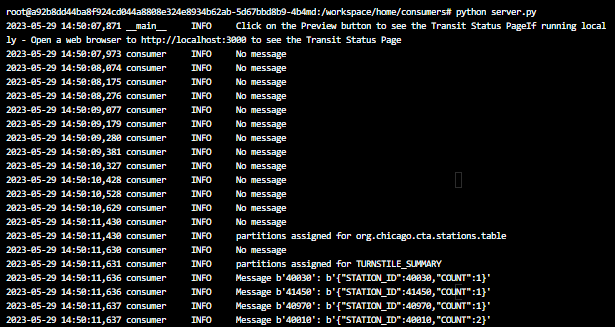 root@a92b8dd44ba8f924cd044a8808e324e8934b62ab-5d67bbd8b9-4b4md:/workspace/home/consumers# python server.py
2023-05-29 14:50:07,871 __main__ INFO Click on the Preview button to see the Transit Status PageIf running local
ly - Open a web browser to http://localhost:3000 to see the Transit Status Page
2023-05-29 14:50:07,973 consumer INFO No message
2023-05-29 14:50:08,074 consumer INFO No message
2023-05-29 14:50:08,175 consumer INFO No message
2023-05-29 14:50:08,276 consumer INFO No message
2023-05-29 14:50:09,077 consumer INFO No message
2023-05-29 14:50:09,179 consumer INFO No message
2023-05-29 14:50:09,280 consumer INFO No message
2023-05-29 14:50:09,381 consumer INFO No message
2023-05-29 14:50:10,327 consumer INFO No message
2023-05-29 14:50:10,428 consumer INFO No message
2023-05-29 14:50:10,528 consumer INFO No message
2023-05-29 14:50:10,629 consumer INFO No message
2023-05-29 14:50:11,430 consumer INFO No message
2023-05-29 14:50:11,430 consumer INFO partitions assigned for org.chicago.cta.stations.table
2023-05-29 14:50:11,630 consumer INFO No message
2023-05-29 14:50:11,631 consumer INFO partitions assigned for TURNSTILE_SUMMARY
2023-05-29 14:50:11,636 consumer INFO Message b'40030': b'{"STATION_ID":40030,"COUNT":1}'
2023-05-29 14:50:11,636 consumer INFO Message b'41450': b'{"STATION_ID":41450,"COUNT":1}'
2023-05-29 14:50:11,637 consumer INFO Message b'40970': b'{"STATION_ID":40970,"COUNT":1}'
2023-05-29 14:50:11,637 consumer INFO Message b'40010': b'{"STATION_ID":40010,"COUNT":2}'